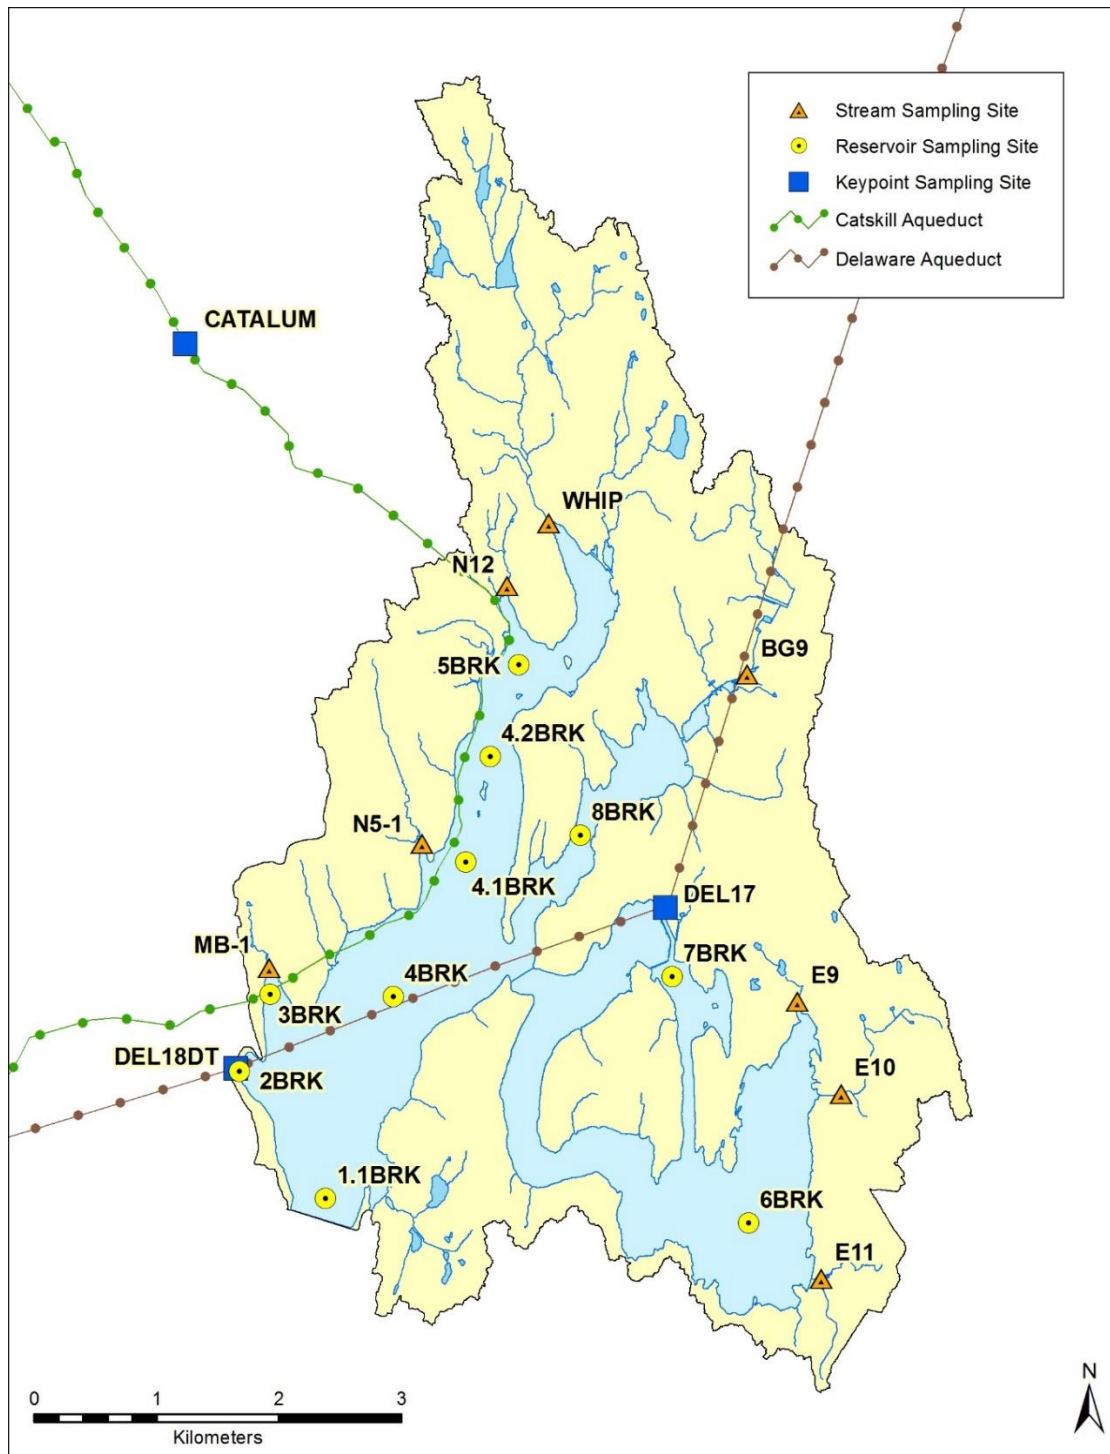 Stream Sampling Site
Reservoir Sampling Site
Keypoint Sampling Site
Catskill Aqueduct
Delaware Aqueduct
CATALUM
WHIP
N12
BG9
5BRK
4.2BRK
8BRK
N5-1
4.1BRK
DEL17
MB-1
4BRK
7BRK
E9
3BRK
DEL18DT
2BRK
E10
1.1BRK
6BRK
E11
N
0 1 2 3
Kilometers